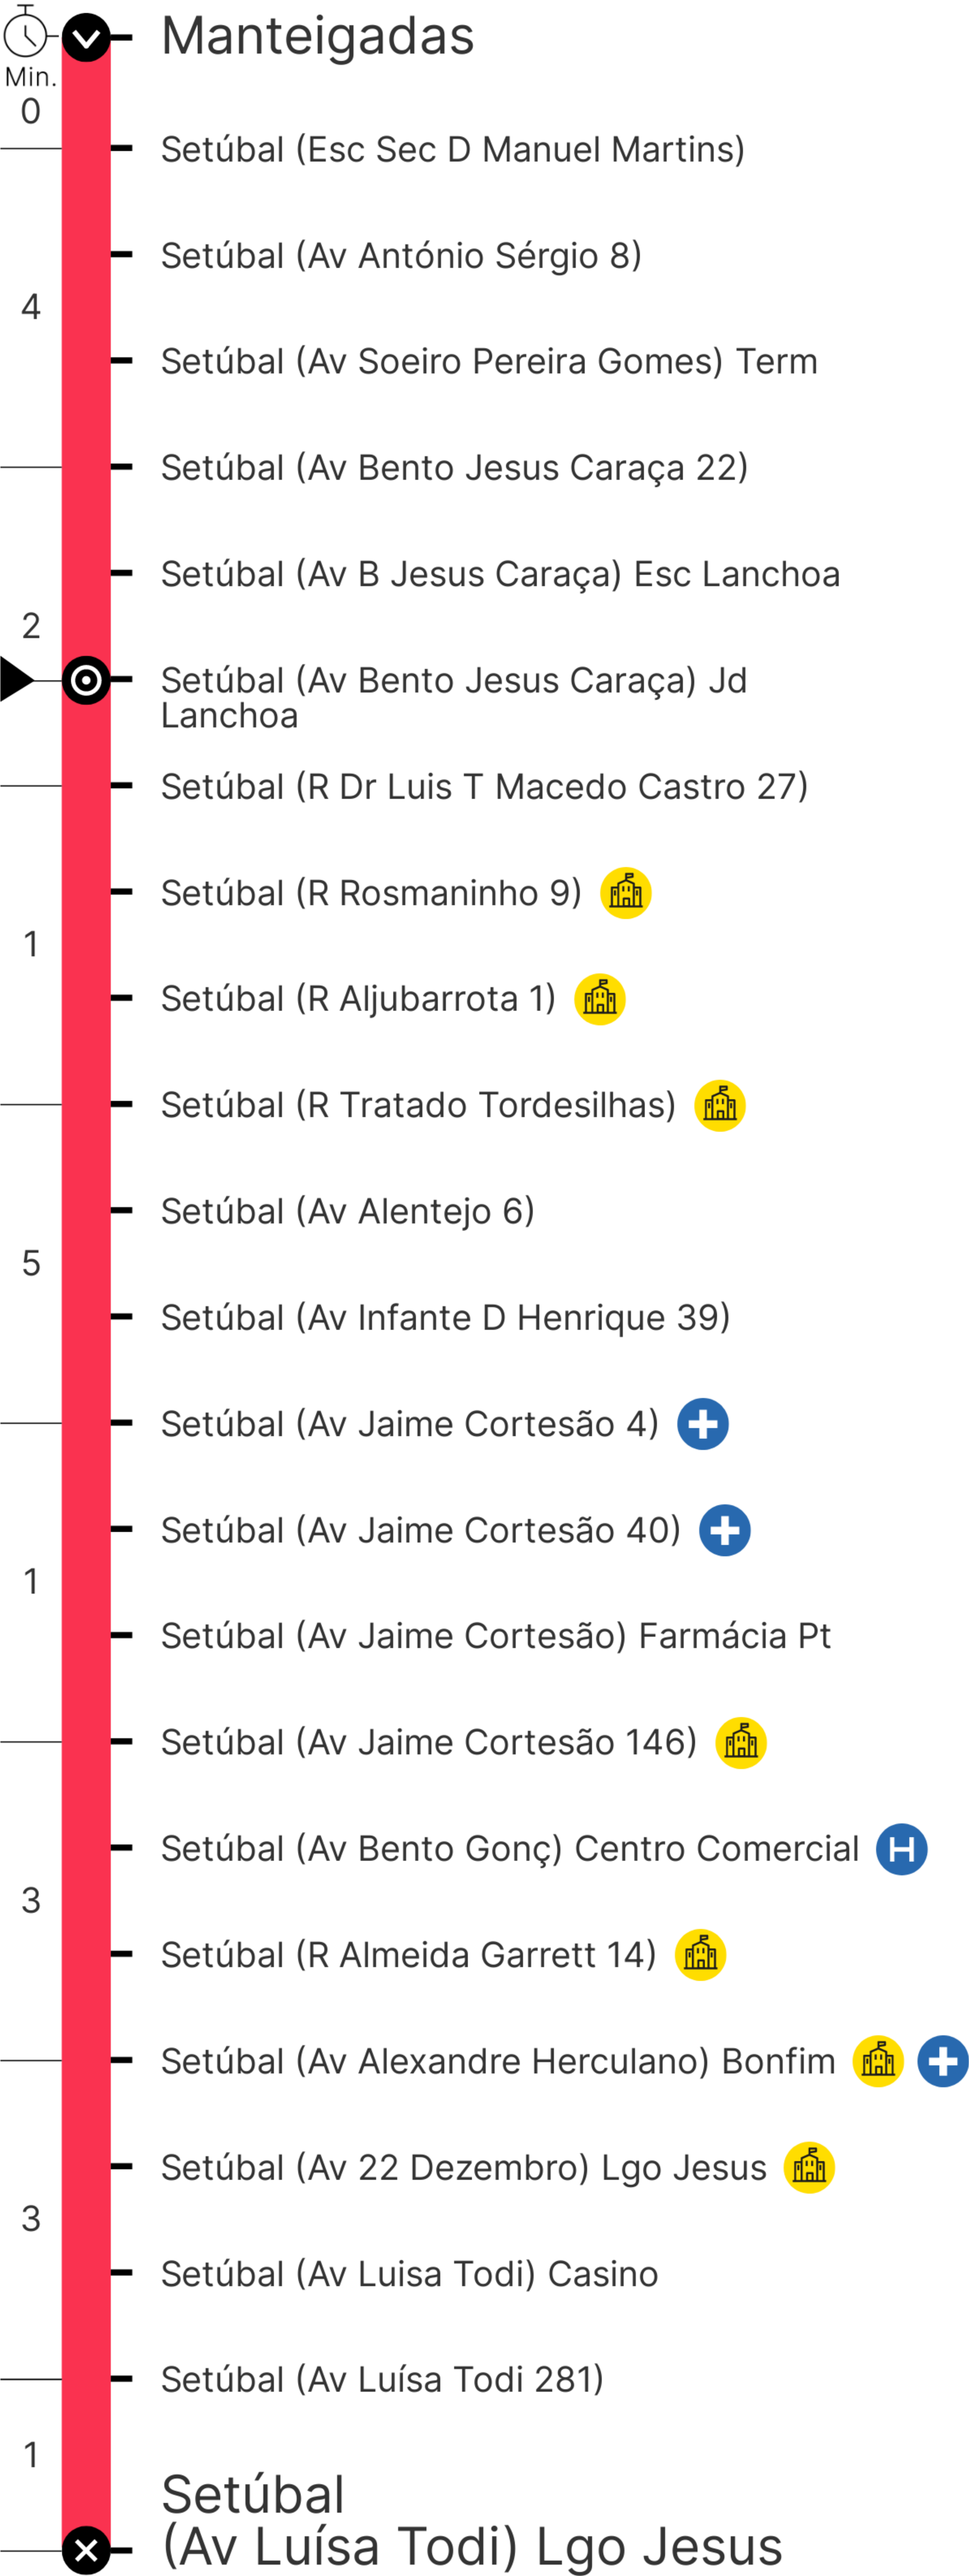 Manteigadas
Min.
0
Setúbal (Esc Sec D Manuel Martins)
Setúbal (Av António Sérgio 8)
4
Setúbal (Av Soeiro Pereira Gomes) Term
Setúbal (Av Bento Jesus Caraça 22)
Setúbal (Av B Jesus Caraça) Esc Lanchoa
2
Setúbal (Av Bento Jesus Caraça) Jd
Lanchoa
Setúbal (R Dr Luis T Macedo Castro 27)
Setúbal (R Rosmaninho 9)
1
Setúbal (R Aljubarrota 1)
Setúbal (R Tratado Tordesilhas)
Setúbal (Av Alentejo 6)
5
Setúbal (Av Infante D Henrique 39)
Setúbal (Av Jaime Cortesão 4)
Setúbal (Av Jaime Cortesão 40)
1
Setúbal (Av Jaime Cortesão) Farmácia Pt
Setúbal (Av Jaime Cortesão 146)
Setúbal (Av Bento Gonç) Centro Comercial H
3
Setúbal (R Almeida Garrett 14)
Setúbal (Av Alexandre Herculano) Bonfim
Setúbal (Av 22 Dezembro) Lgo Jesus
3
Setúbal (Av Luisa Todi) Casino
Setúbal (Av Luísa Todi 281)
1
Setúbal
(Av Luísa Todi) Lgo Jesus